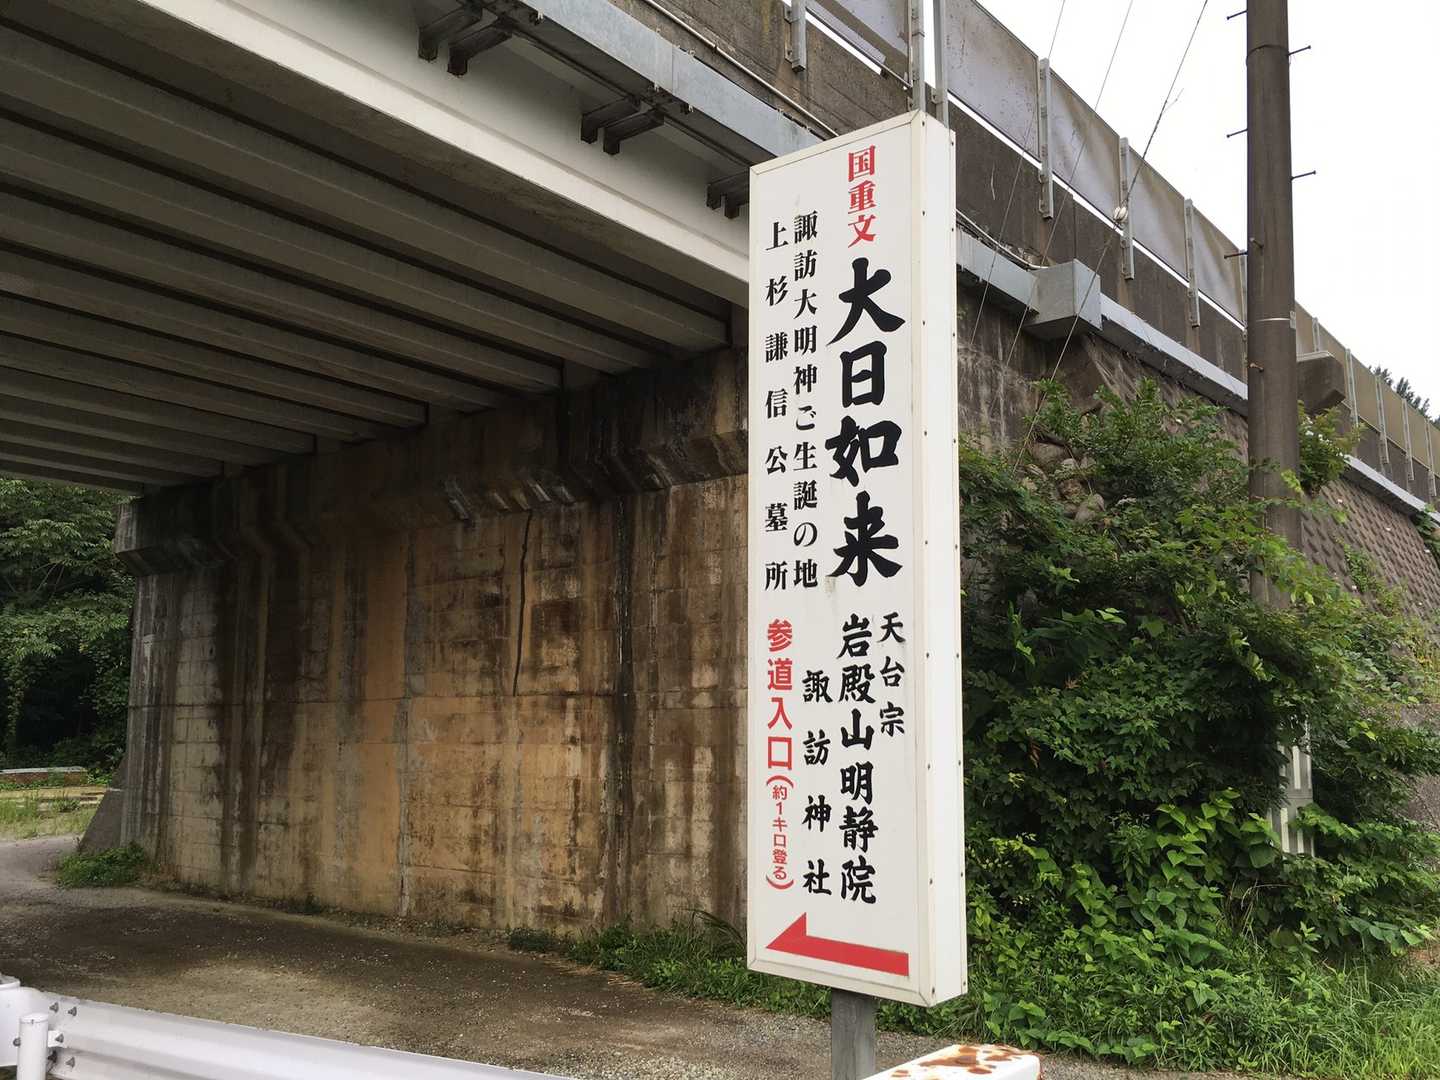 国重文 大日如来
天台宗
岩殿山明静院
諏訪神社
諏訪大明神ご生誕の地
上杉謙信公墓所
参道入口(約1キロ登る)